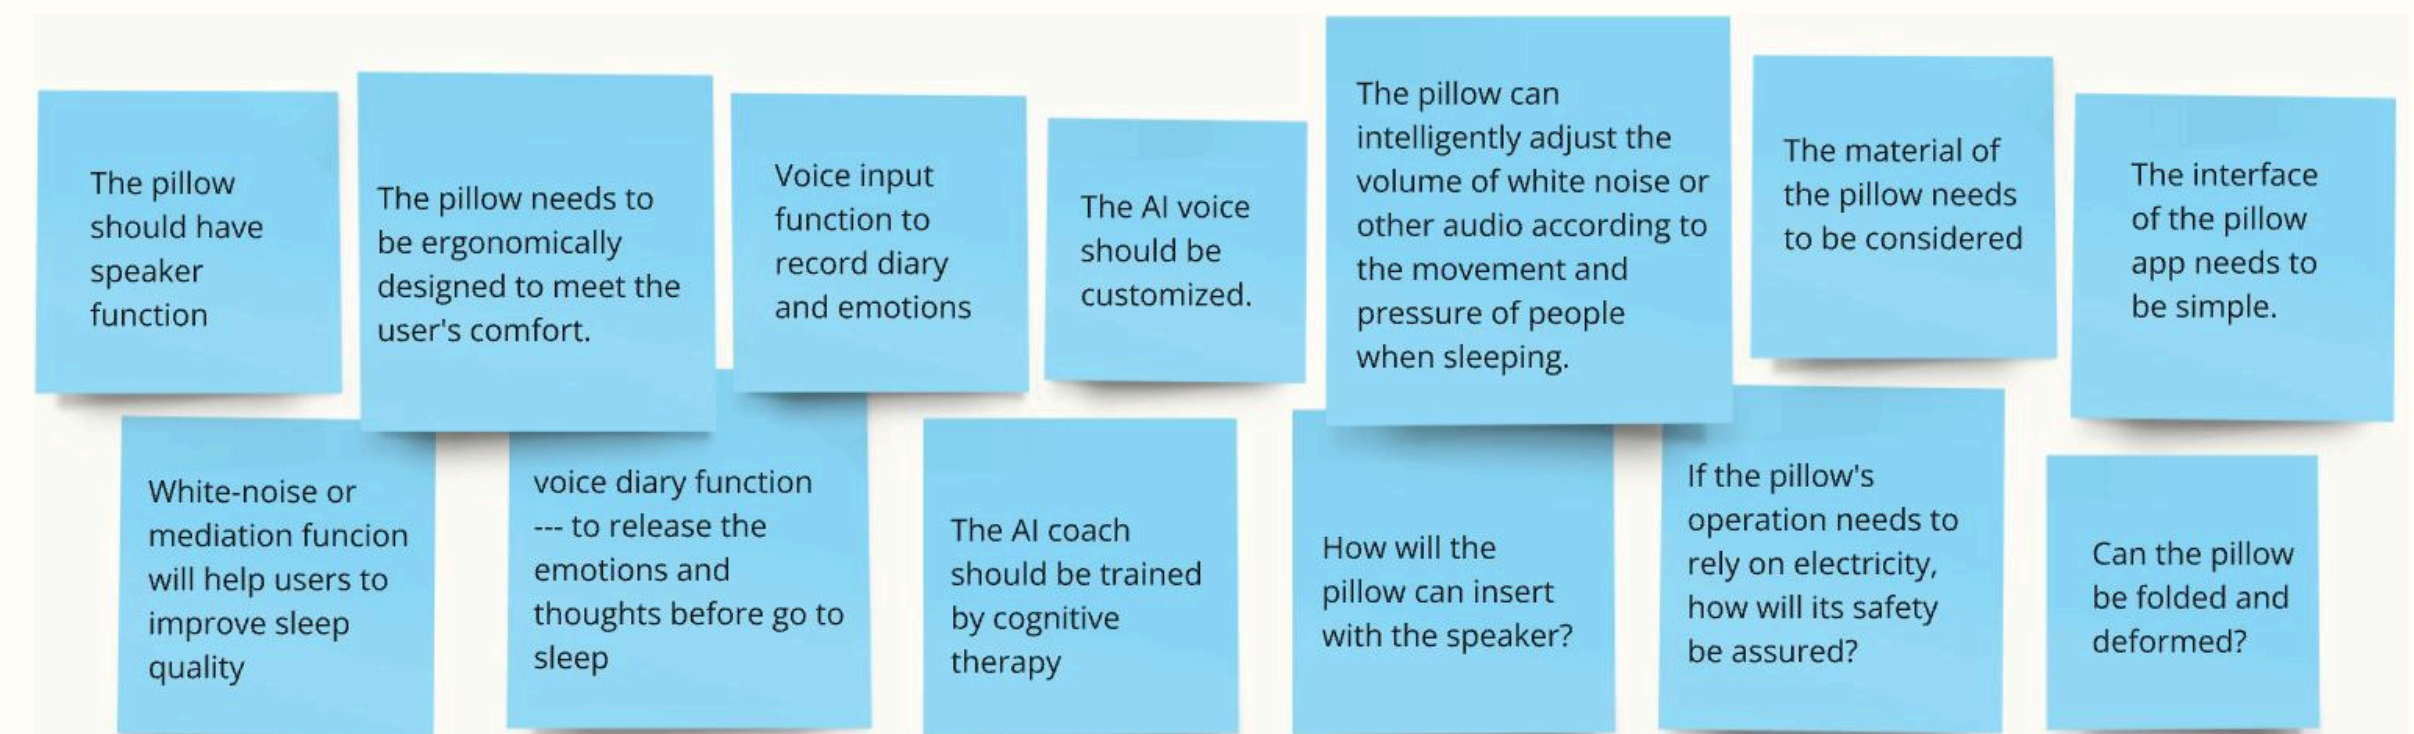 The pillow
should have
speaker
function
The pillow needs to
be ergonomically
designed to meet the
user's comfort.
Voice input
function to
record diary
and emotions
The AI voice
should be
customized.
The pillow can
intelligently adjust the
volume of white noise or
other audio according to
the movement and
pressure of people
when sleeping.
The material of
the pillow needs
to be considered
The interface
of the pillow
app needs to
be simple.
White-noise or
mediation funcion
will help users to
improve sleep
quality
voice diary function
--- to release the
emotions and
thoughts before go to
sleep
The AI coach
should be trained
by cognitive
therapy
How will the
pillow can insert
with the speaker?
If the pillow's
operation needs to
rely on electricity,
how will its safety
be assured?
Can the pillow
be folded and
deformed?